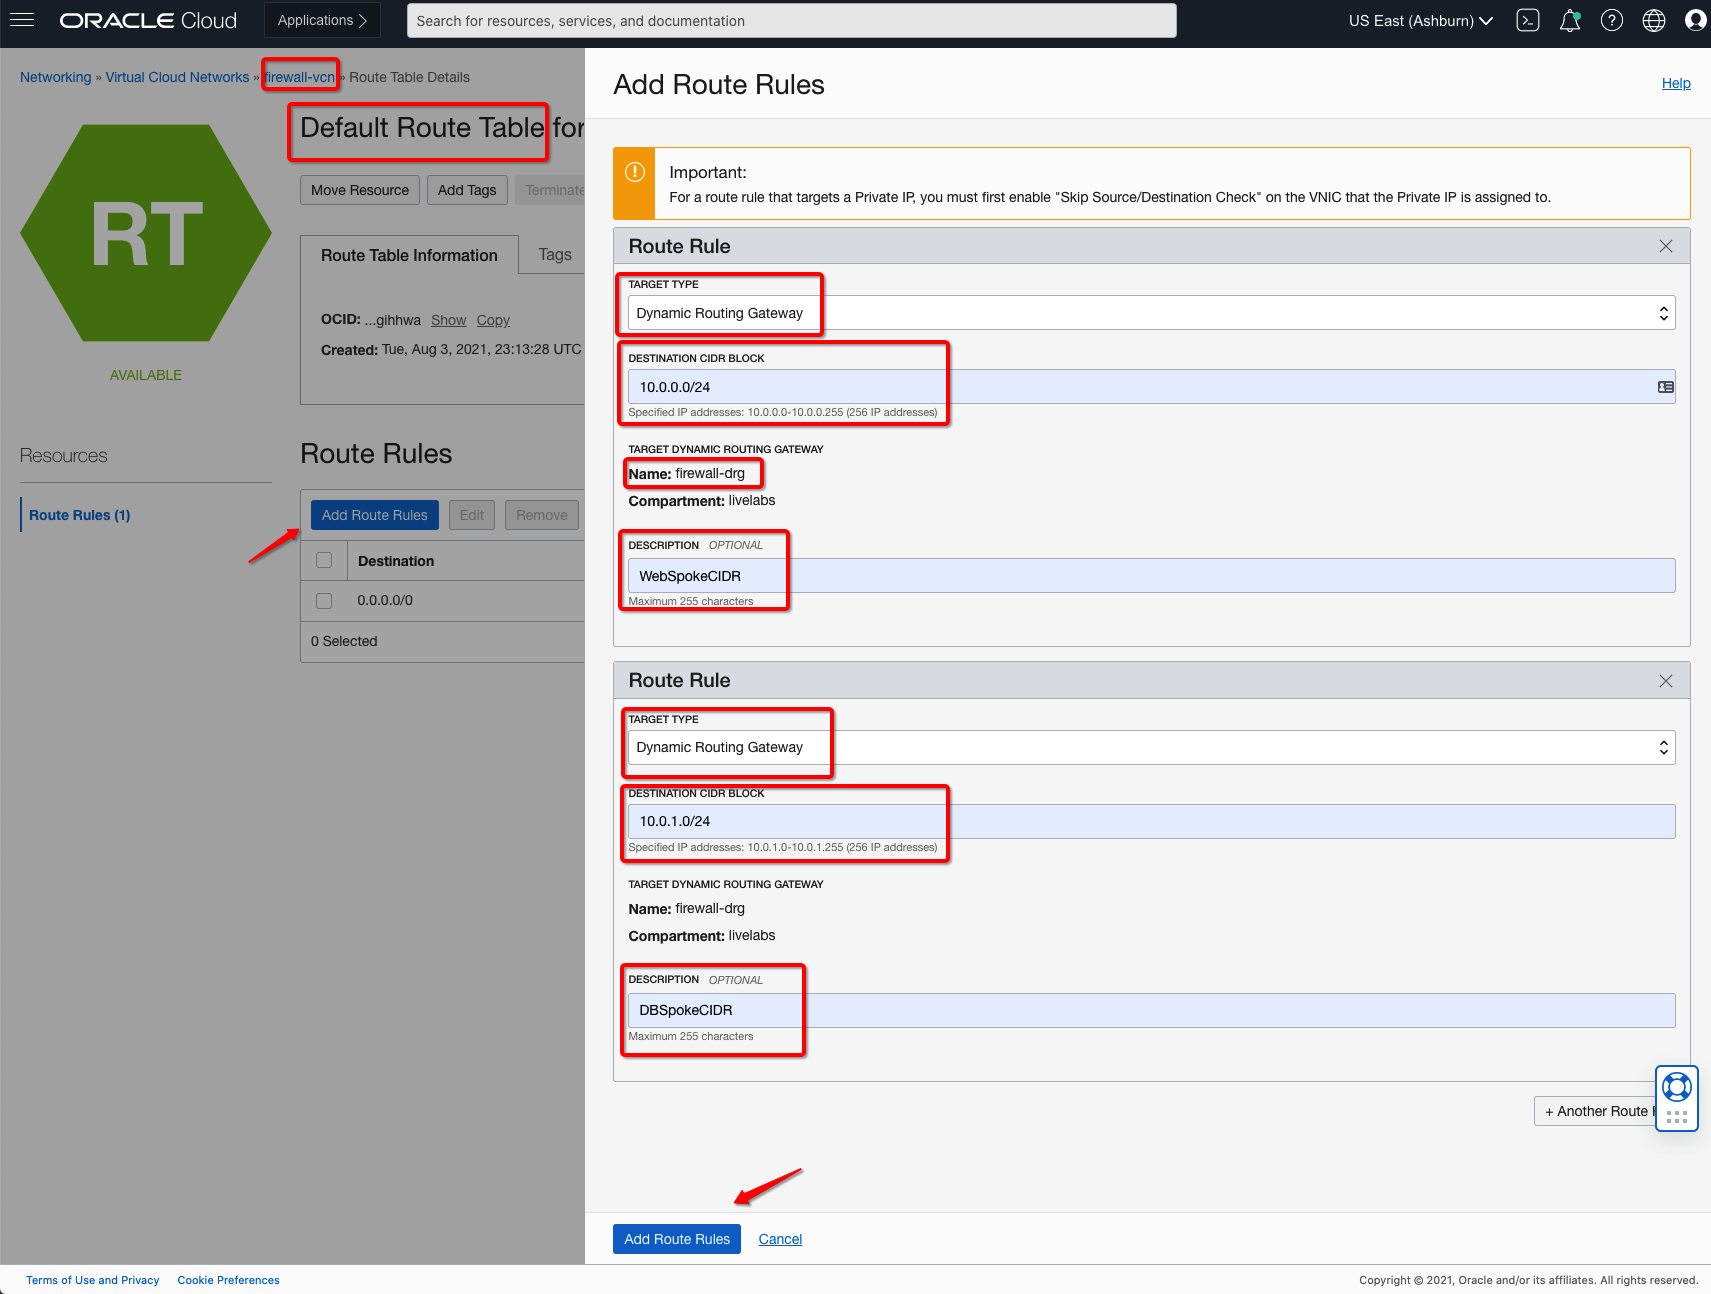 ORACLE Cloud
Applications
Search for resources, services, and documentation
US East (Ashburn)
Networking » Virtual Cloud Networks » firewall-vcn » Route Table Details
Default Route Table for
RT
AVAILABLE
Move Resource
Add Tags
Terminate
Route Table Information
Tags
OCID: ...gihhwa Show Copy
Created: Tue, Aug 3, 2021, 23:13:28 UTC
Resources
Route Rules (1)
Route Rules
Add Route Rules
Edit
Remove
Destination
0.0.0.0/0
0 Selected
Add Route Rules
Help
Important:
For a route rule that targets a Private IP, you must first enable "Skip Source/Destination Check" on the VNIC that the Private IP is assigned to.
Route Rule
TARGET TYPE
Dynamic Routing Gateway
DESTINATION CIDR BLOCK
10.0.0.0/24
Specified IP addresses: 10.0.0.0-10.0.0.255 (256 IP addresses)
TARGET DYNAMIC ROUTING GATEWAY
Name: firewall-drg
Compartment: livelabs
DESCRIPTION OPTIONAL
WebSpokeCIDR
Maximum 255 characters
Route Rule
TARGET TYPE
Dynamic Routing Gateway
DESTINATION CIDR BLOCK
10.0.1.0/24
Specified IP addresses: 10.0.1.0-10.0.1.255 (256 IP addresses)
TARGET DYNAMIC ROUTING GATEWAY
Name: firewall-drg
Compartment: livelabs
DESCRIPTION OPTIONAL
DBSpokeCIDR
Maximum 255 characters
+ Another Route
Add Route Rules
Cancel
Terms of Use and Privacy
Cookie Preferences
Copyright © 2021, Oracle and/or its affiliates. All rights reserved.